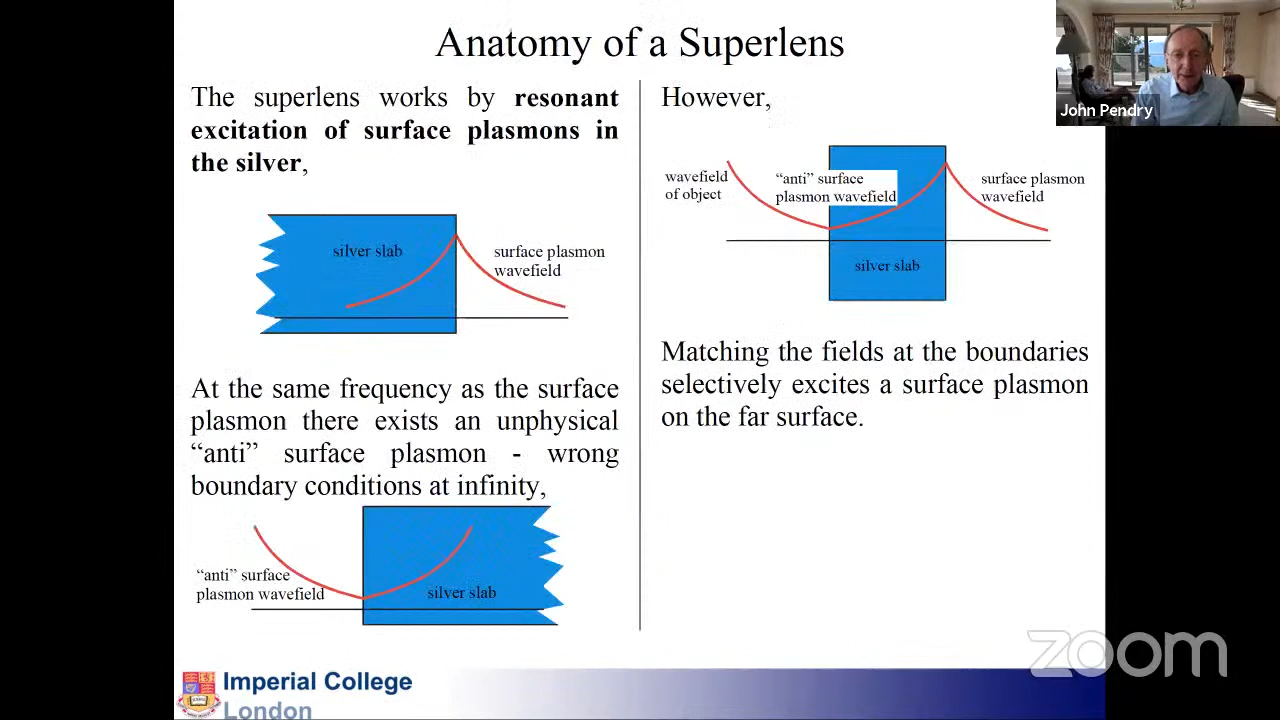 Anatomy of a Superlens
John Pendry
The superlens works by resonant
excitation of surface plasmons in
the silver,
silver slab
surface plasmon
wavefield
At the same frequency as the surface
plasmon there exists an unphysical
“anti” surface plasmon - wrong
boundary conditions at infinity,
“anti” surface
plasmon wavefield
silver slab
However,
wavefield
of object
“anti” surface
plasmon wavefield
surface plasmon
wavefield
silver slab
Matching the fields at the boundaries
selectively excites a surface plasmon
on the far surface.
Imperial College
London
zoom